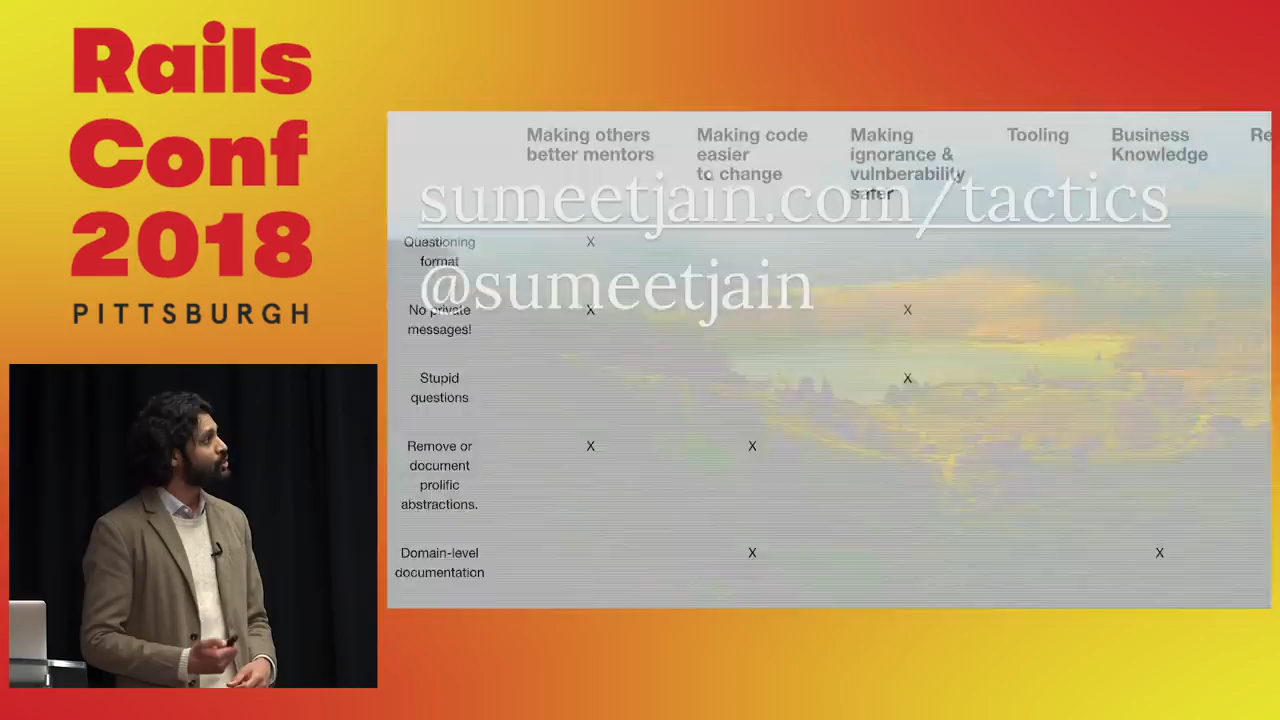 Rails
Conf
2018
PITTSBURGH
Making others
better mentors
Making code
easier
to change
Making
ignorance &
vulnberability
safer
Tooling
Business
Knowledge
Re
sumeetjain.com/tactics
@sumeetjain
Questioning
format
X
No private
messages!
X
X
Stupid
questions
X
Remove or
document
prolific
abstractions.
X
X
Domain-level
documentation
X
X